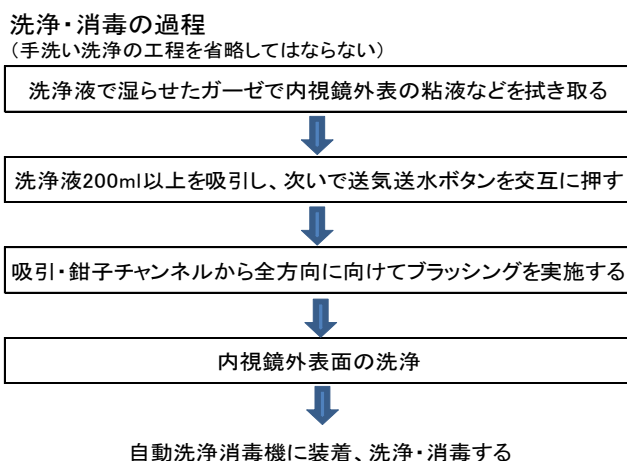 洗浄・消毒の過程
（手洗い洗浄の工程を省略してはならない）
洗浄液で湿らせたガーゼで内視鏡外表の粘液などを拭き取る
洗浄液200ml以上を吸引し、次いで送気送水ボタンを交互に押す
吸引・鉗子チャンネルから全方向に向けてブラッシングを実施する
内視鏡外表面の洗浄
自動洗浄消毒機に装着、洗浄・消毒する